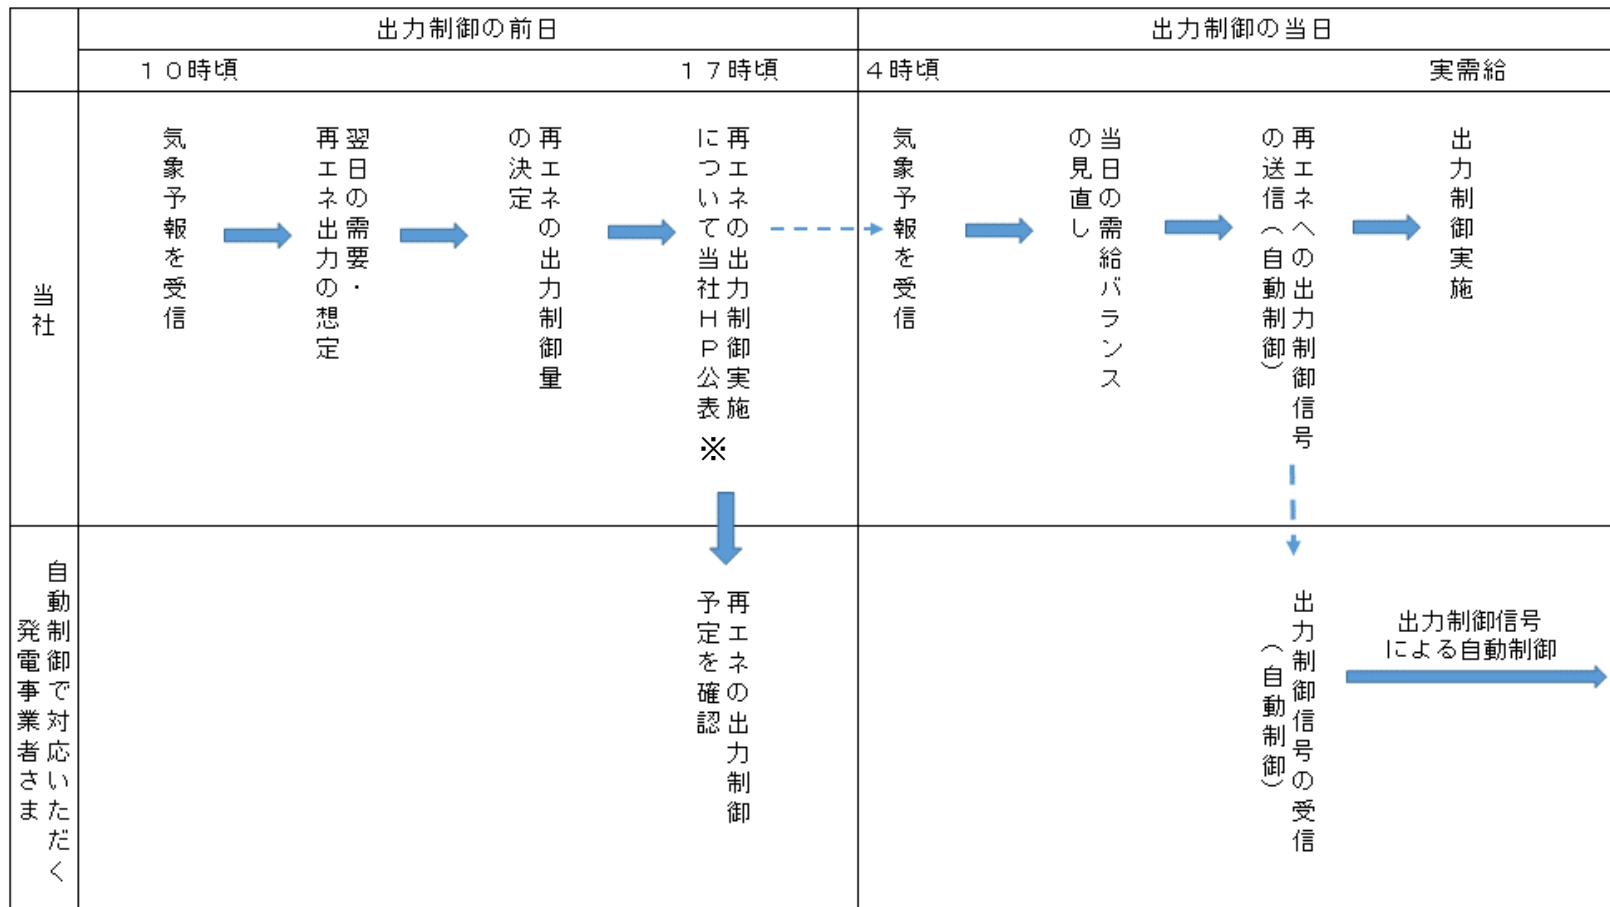 出力制御の前日
出力制御の当日
１０時頃
１７時頃
４時頃
実需給
当社
気象予報を受信
翌日の需要・
再エネ出力の想定
再エネの出力制御量
の決定
再エネの出力制御実施
について当社ＨＰ公表
※
気象予報を受信
当日の需給バランス
の見直し
再エネへの出力制御信号
の送信（自動制御）
出力制御実施
自動制御で対応いただく
発電事業者さま
再エネの出力制御
予定を確認
出力制御信号の受信
（自動制御）
出力制御信号
による自動制御